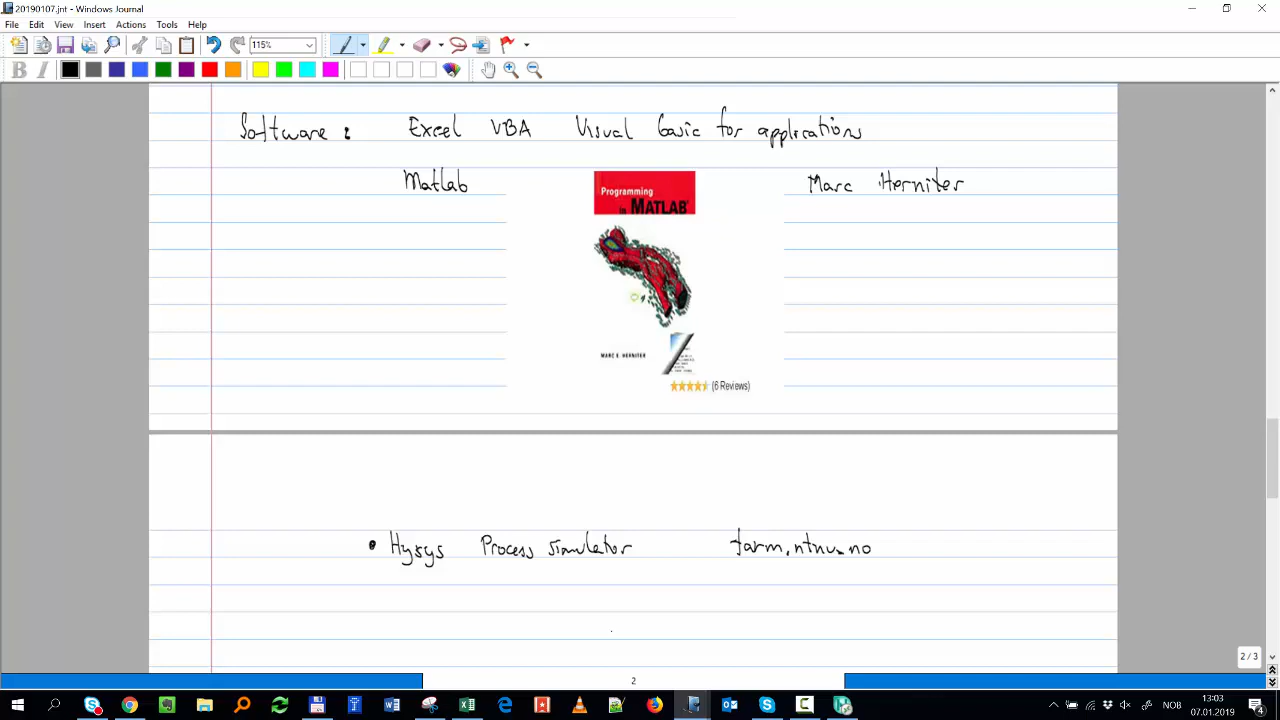 20190107.jnt - Windows Journal
File Edit View Insert Actions Tools Help
115%
B I
Software : Excel VBA Visual basic for applications
Matlab
Programming
in MATLAB
Marc Herniter
MARC E. HERNITER
(6 Reviews)
• Hysys Process simulator farm.ntnu.no
2 / 3
2
13:03
NOB
07.01.2019